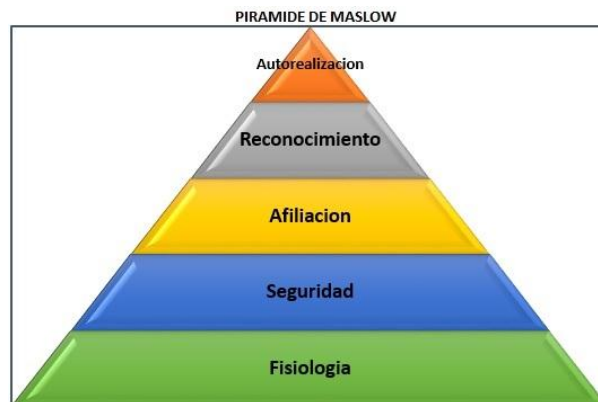 PIRAMIDE DE MASLOW
Autorealizacion
Reconocimiento
Afiliacion
Seguridad
Fisiologia